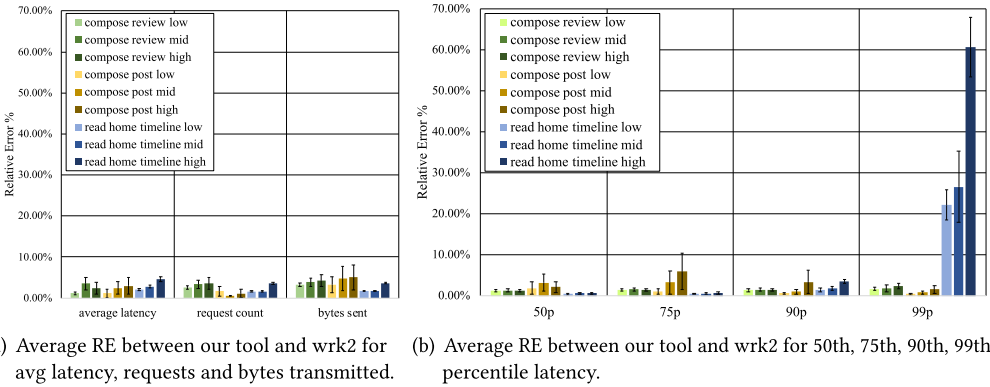 70.00%
60.00%
50.00%
40.00%
30.00%
20.00%
10.00%
0.00%
Relative Error %
compose review low
compose review mid
compose review high
compose post low
compose post mid
compose post high
read home timeline low
read home timeline mid
read home timeline high
average latency request count bytes sent
) Average RE between our tool and wrk2 for
avg latency, requests and bytes transmitted.
70.00%
60.00%
50.00%
40.00%
30.00%
20.00%
10.00%
0.00%
Relative Error %
compose review low
compose review mid
compose review high
compose post low
compose post mid
compose post high
read home timeline low
read home timeline mid
read home timeline high
50p 75p 90p 99p
(b) Average RE between our tool and wrk2 for 50th, 75th, 90th, 99th
percentile latency.